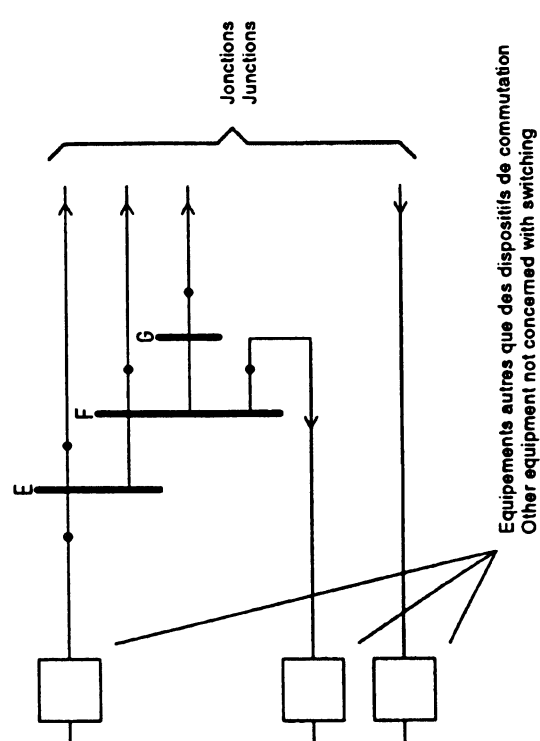 Jonctions
Junctions
E
F
G
Equipements autres que des dispositifs de commutation
Other equipment not concerned with switching